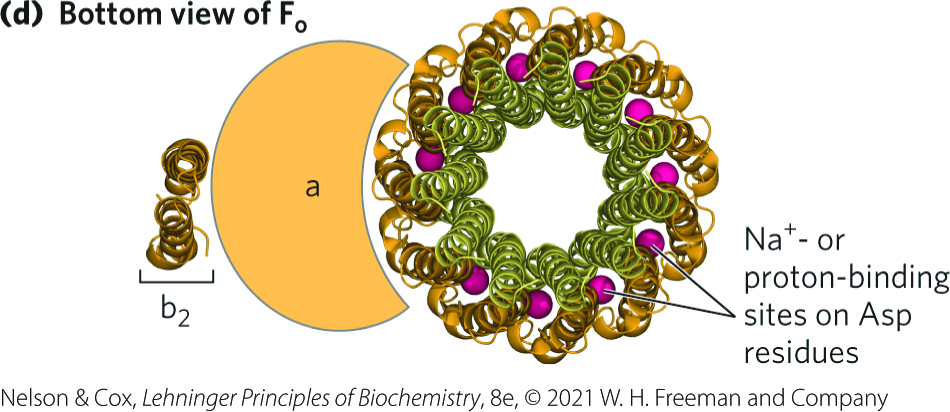 (d) Bottom view of Fo
a
b2
Na+- or
proton-binding
sites on Asp
residues
Nelson & Cox, Lehninger Principles of Biochemistry, 8e, © 2021 W. H. Freeman and Company